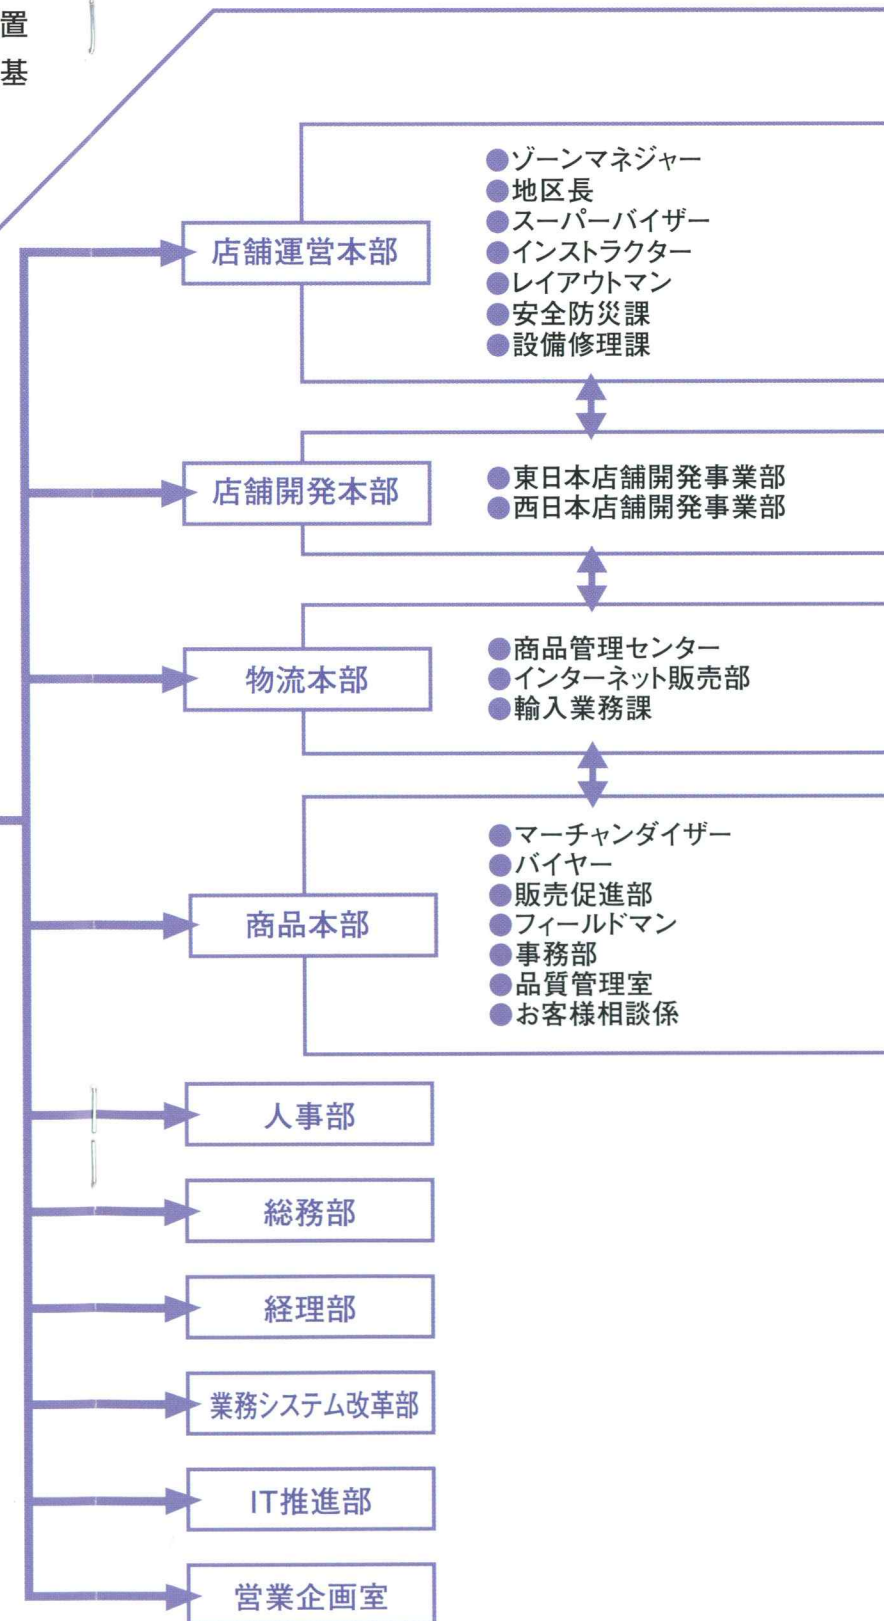 置
基
店舗運営本部
●ゾーンマネジャー
●地区長
●スーパーバイザー
●インストラクター
●レイアウトマン
●安全防災課
●設備修理課
店舗開発本部
●東日本店舗開発事業部
●西日本店舗開発事業部
物流本部
●商品管理センター
●インターネット販売部
●輸入業務課
商品本部
●マーチャンダイザー
●バイヤー
●販売促進部
●フィールドマン
●事務部
●品質管理室
●お客様相談係
人事部
総務部
経理部
業務システム改革部
IT推進部
営業企画室